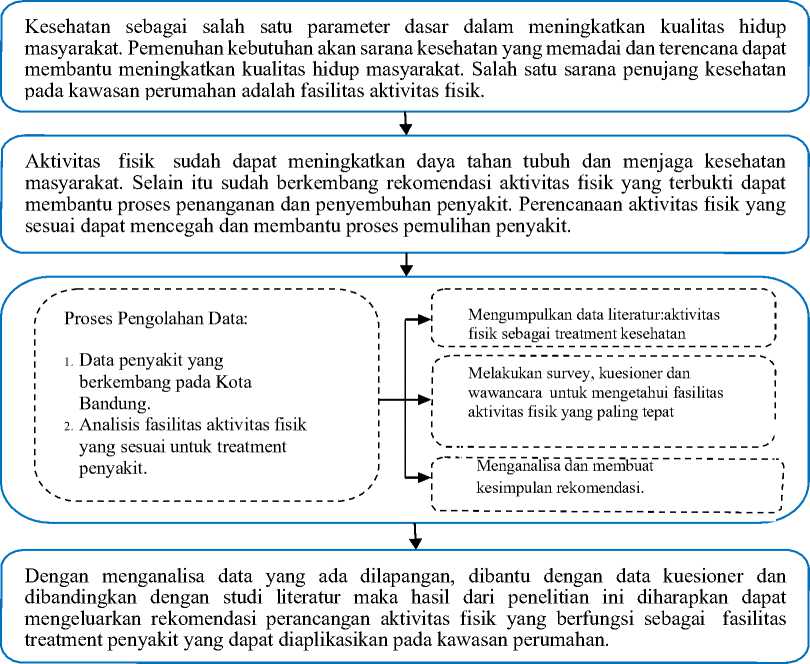 Kesehatan sebagai salah satu parameter dasar dalam meningkatkan kualitas hidup
masyarakat. Pemenuhan kebutuhan akan sarana kesehatan yang memadai dan terencana dapat
membantu meningkatkan kualitas hidup masyarakat. Salah satu sarana penujang kesehatan
pada kawasan perumahan adalah fasilitas aktivitas fisik.
Aktivitas fisik sudah dapat meningkatkan daya tahan tubuh dan menjaga kesehatan
masyarakat. Selain itu sudah berkembang rekomendasi aktivitas fisik yang terbukti dapat
membantu proses penanganan dan penyembuhan penyakit. Perencanaan aktivitas fisik yang
sesuai dapat mencegah dan membantu proses pemulihan penyakit.
Proses Pengolahan Data:
1. Data penyakit yang
berkembang pada Kota
Bandung.
2. Analisis fasilitas aktivitas fisik
yang sesuai untuk treatment
penyakit.
Mengumpulkan data literatur:aktivitas
fisik sebagai treatment kesehatan
Melakukan survey, kuesioner dan
wawancara untuk mengetahui fasilitas
aktivitas fisik yang paling tepat
Menganalisa dan membuat
kesimpulan rekomendasi.
Dengan menganalisa data yang ada dilapangan, dibantu dengan data kuesioner dan
dibandingkan dengan studi literatur maka hasil dari penelitian ini diharapkan dapat
mengeluarkan rekomendasi perancangan aktivitas fisik yang berfungsi sebagai fasilitas
treatment penyakit yang dapat diaplikasikan pada kawasan perumahan.